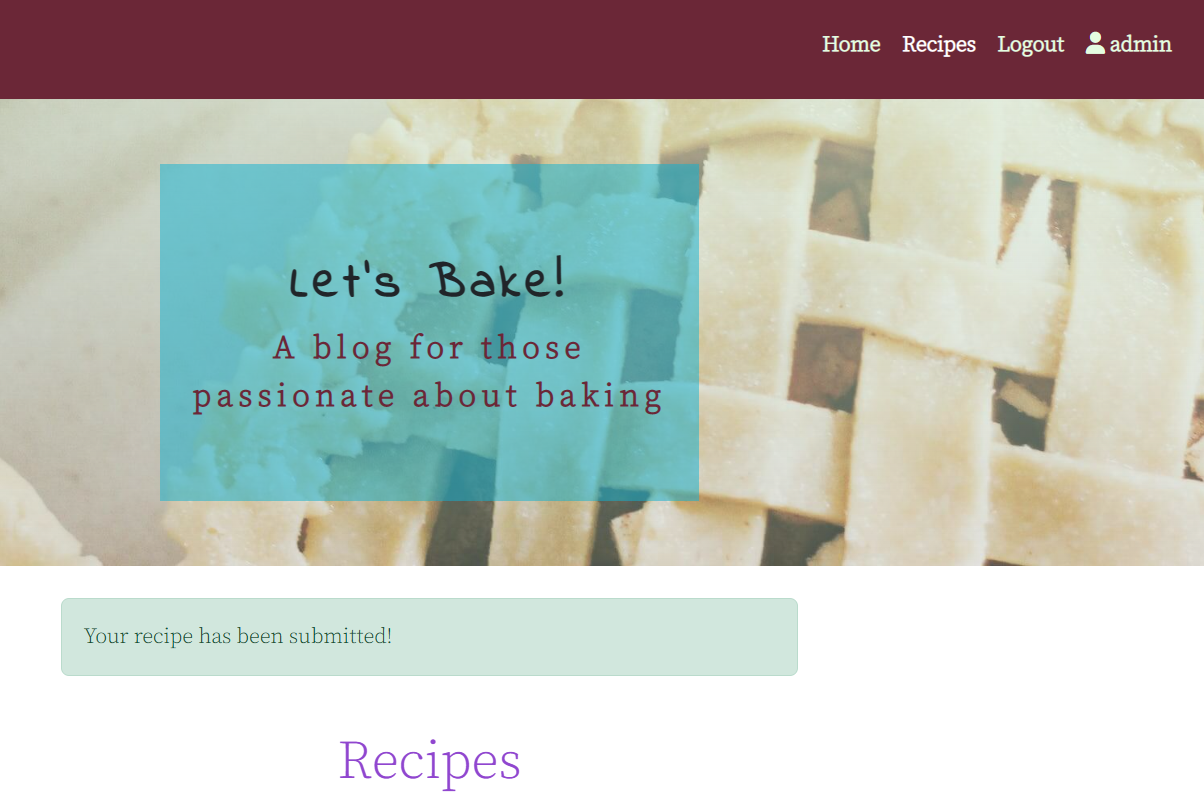 Home Recipes Logout admin
Let's Bake!
A blog for those
passionate about baking
Your recipe has been submitted!
Recipes